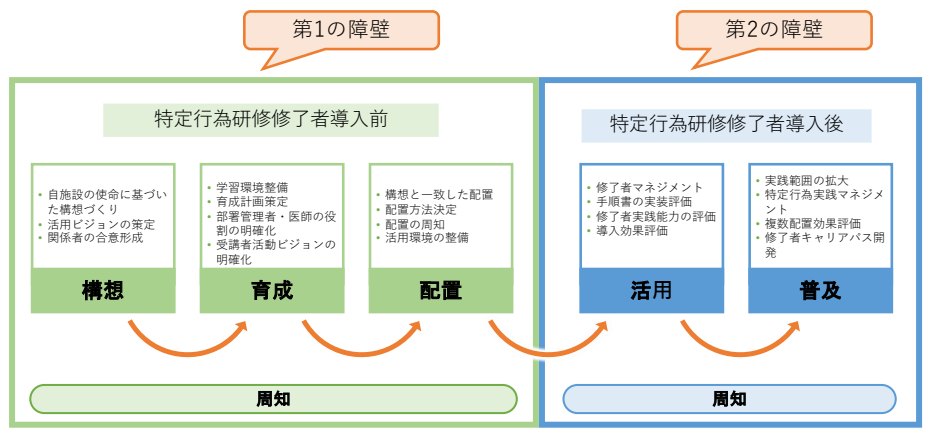 第1の障壁
第2の障壁
特定行為研修修了者導入前
• 自施設の使命に基づい
た構想づくり
• 活用ビジョンの策定
• 関係者の合意形成
構想
• 学習環境整備
• 育成計画策定
• 部署管理者・医師の役
割の明確化
• 受講者活動ビジョンの
明確化
育成
• 構想と一致した配置
• 配置方法決定
• 配置の周知
• 活用環境の整備
配置
周知
特定行為研修修了者導入後
• 修了者マネジメント
• 手順書の実装評価
• 修了者実践能力の評価
• 導入効果評価
活用
• 実践範囲の拡大
• 特定行為実践マネジメ
ント
• 複数配置効果評価
• 修了者キャリアパス開
発
普及
周知